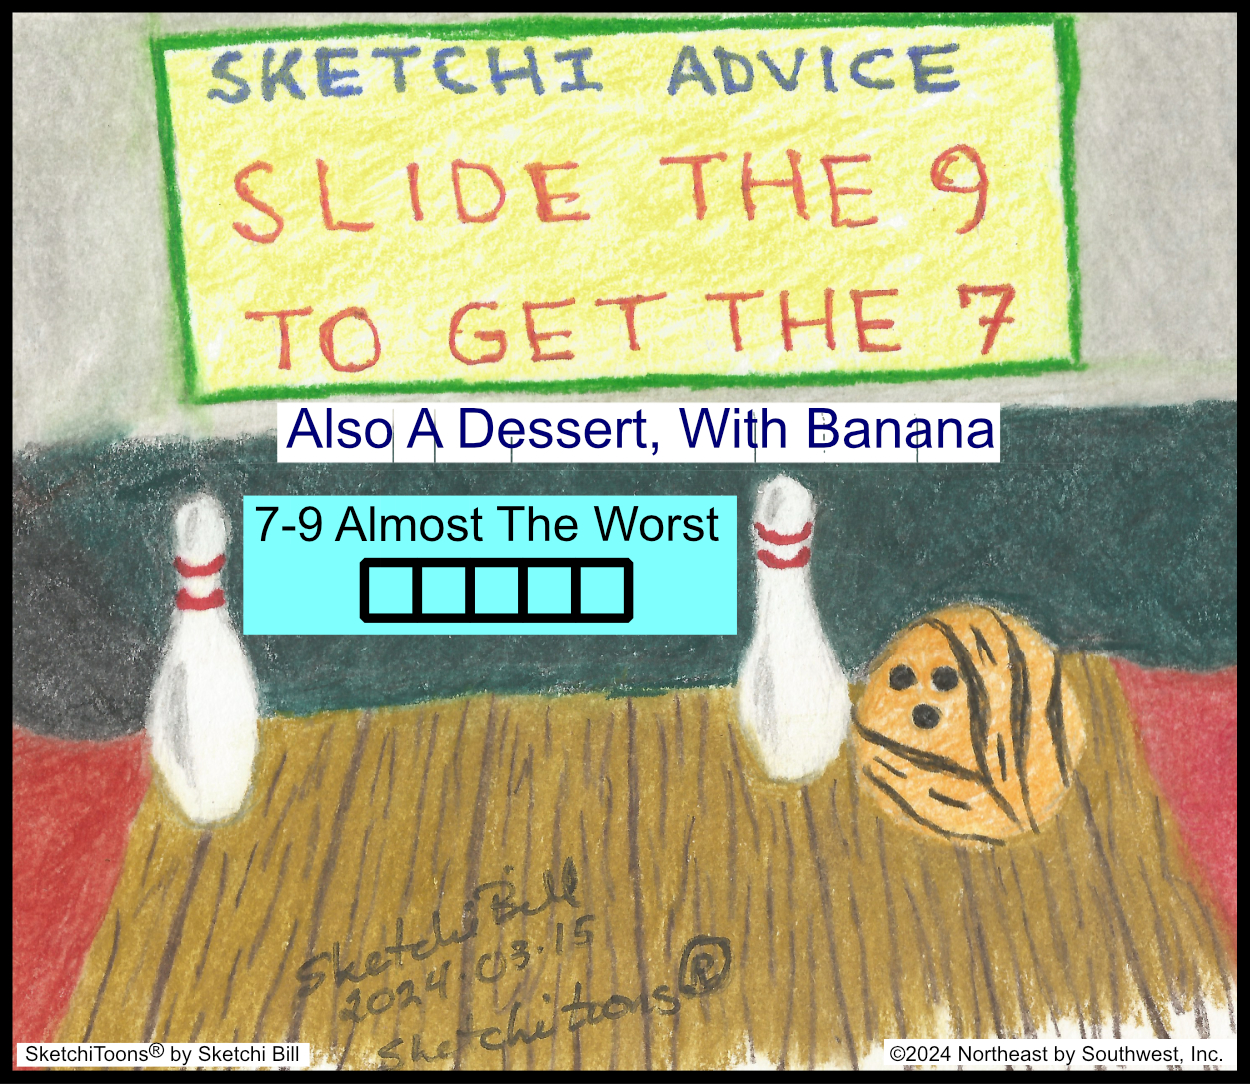 SKETCHI ADVICE
SLIDE THE 9
TO GET THE 7
Also A Dessert, With Banana
7-9 Almost The Worst
Sketchi Bill
2024.03.15
Sketchitoons®
SketchiToons® by Sketchi Bill
©2024 Northeast by Southwest, Inc.